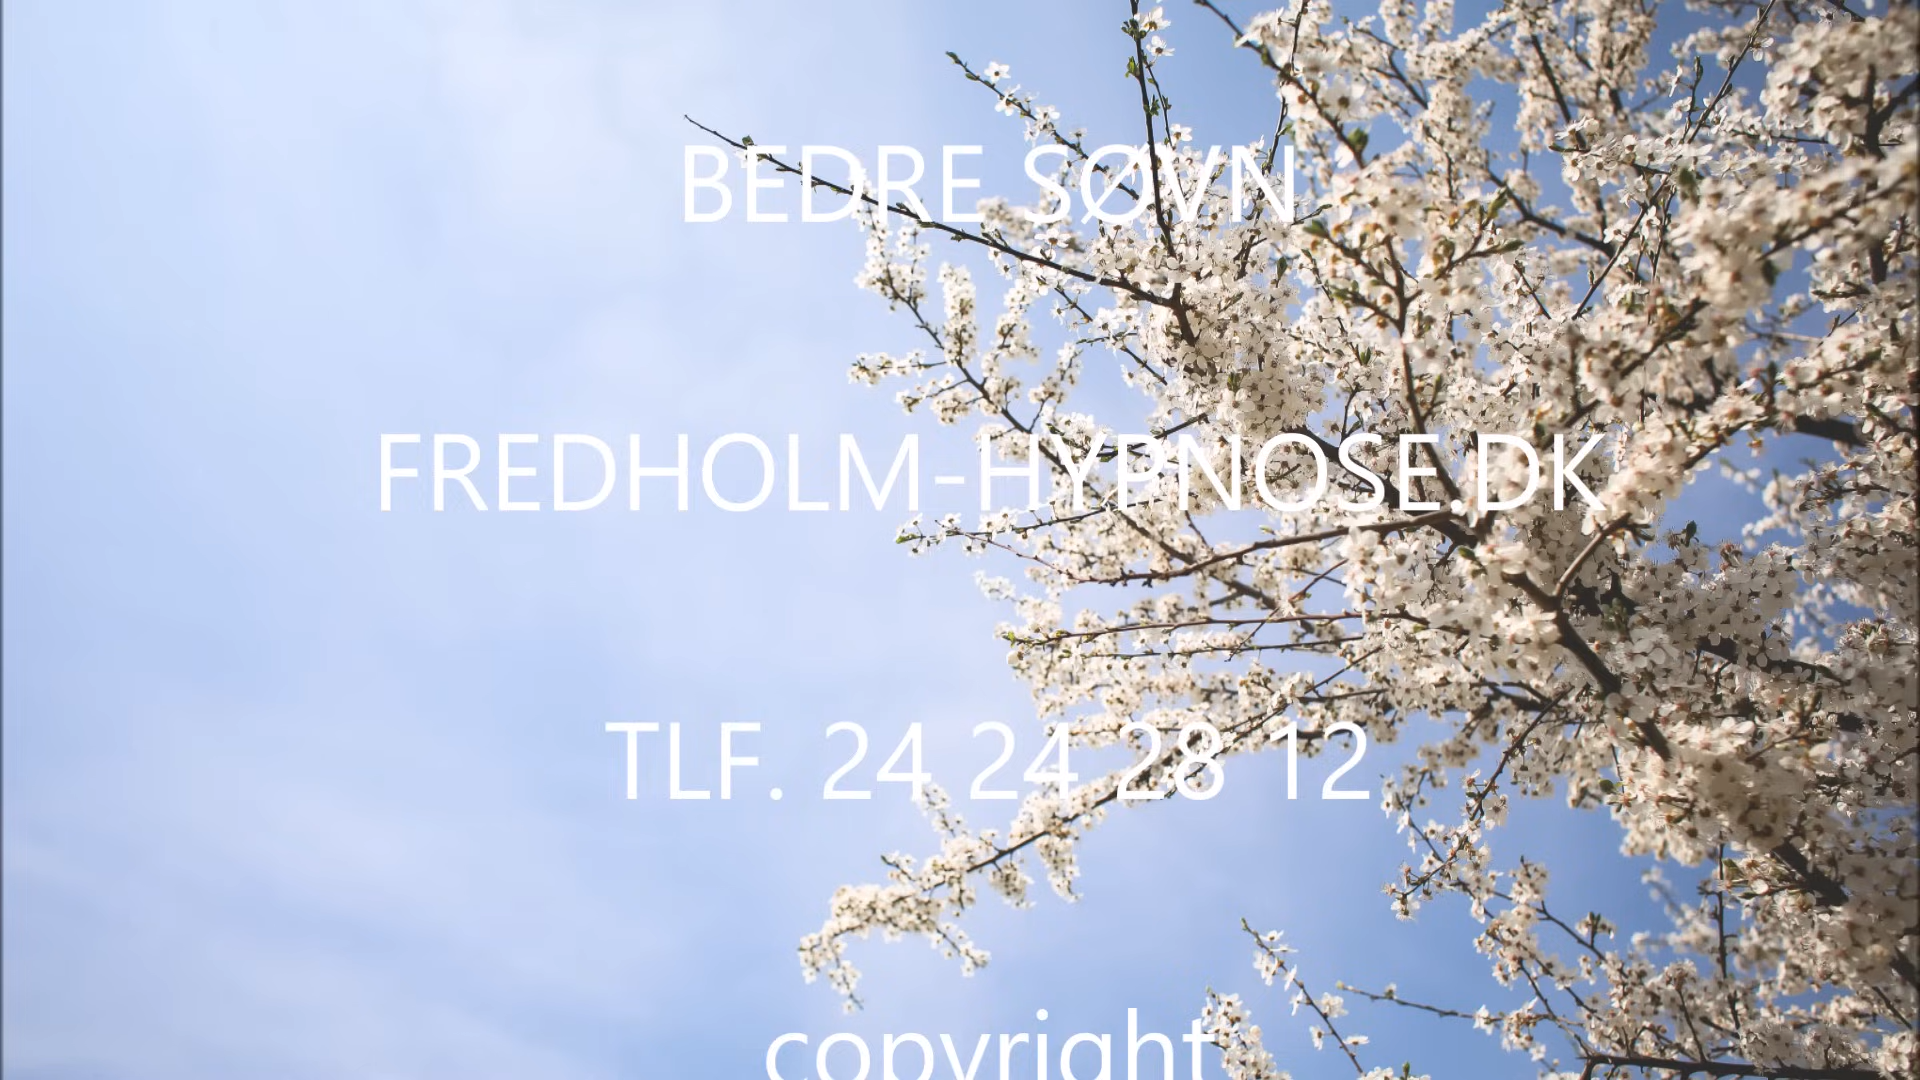 BEDRE SØVN
FREDHOLM-HYPNOSE.DK
TLF. 24 24 28 12
copyright